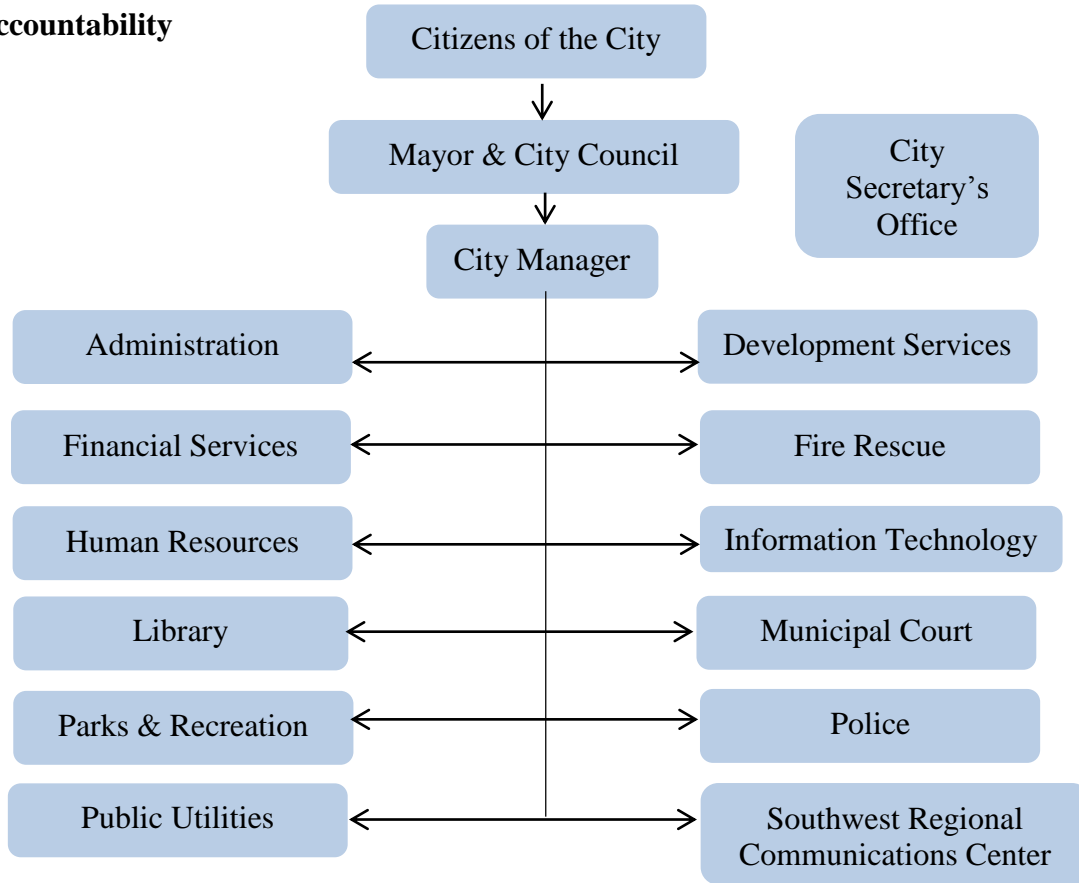 ccountability
Citizens of the City
Mayor & City Council
City
Secretary’s
Office
City Manager
Administration
Development Services
Financial Services
Fire Rescue
Human Resources
Information Technology
Library
Municipal Court
Parks & Recreation
Police
Public Utilities
Southwest Regional
Communications Center